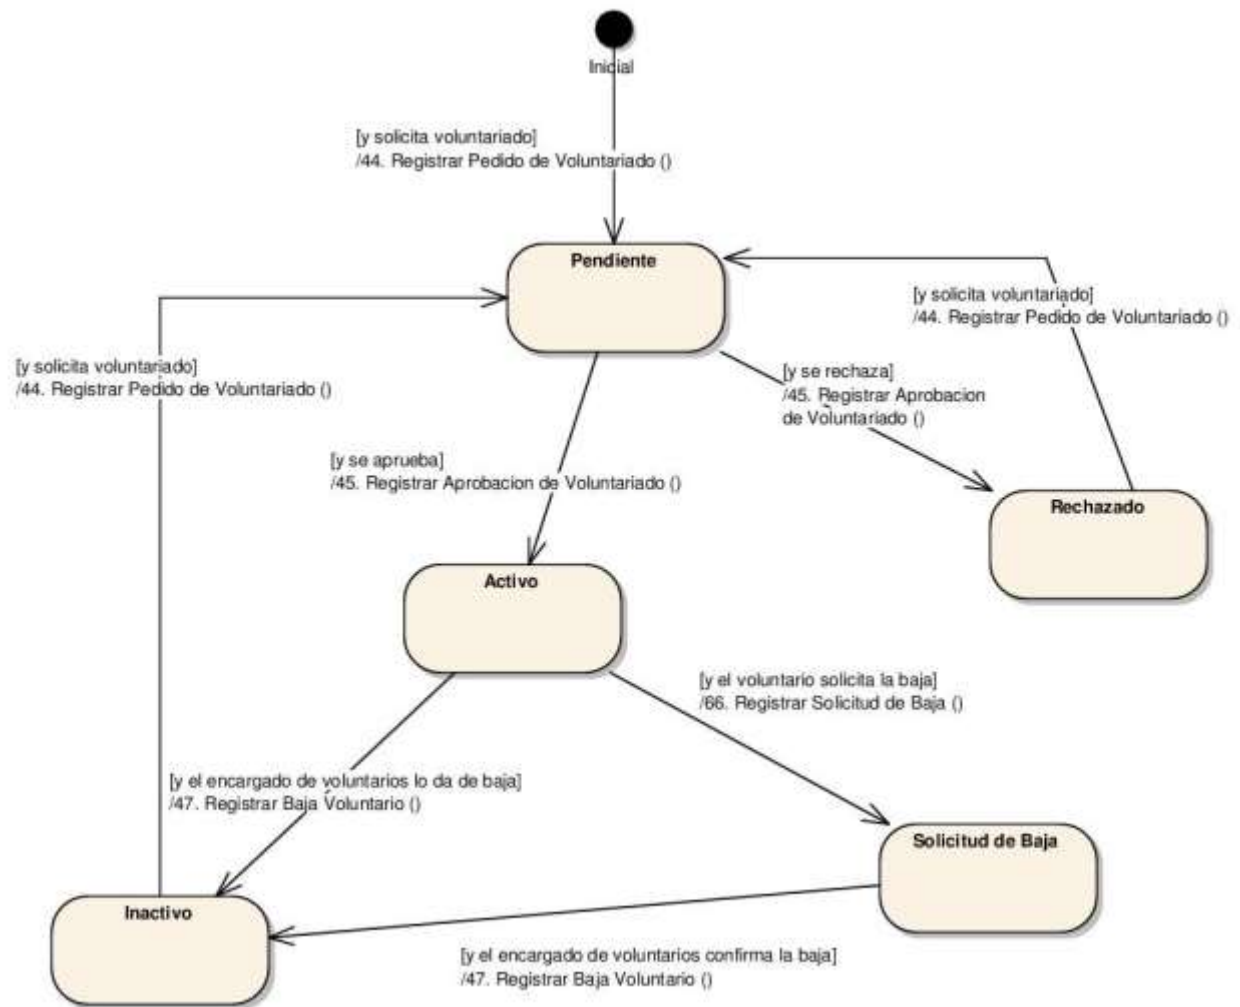 Inicial
[y solicita voluntariado]
/44. Registrar Pedido de Voluntariado ()
Pendiente
[y solicita voluntariado]
/44. Registrar Pedido de Voluntariado ()
[y solicita voluntariado]
/44. Registrar Pedido de Voluntariado ()
[y se rechaza]
/45. Registrar Aprobacion
de Voluntariado ()
[y se aprueba]
/45. Registrar Aprobacion de Voluntariado ()
Rechazado
Activo
[y el voluntario solicita la baja]
/66. Registrar Solicitud de Baja ()
[y el encargado de voluntarios lo da de baja]
/47. Registrar Baja Voluntario ()
Solicitud de Baja
Inactivo
[y el encargado de voluntarios confirma la baja]
/47. Registrar Baja Voluntario ()